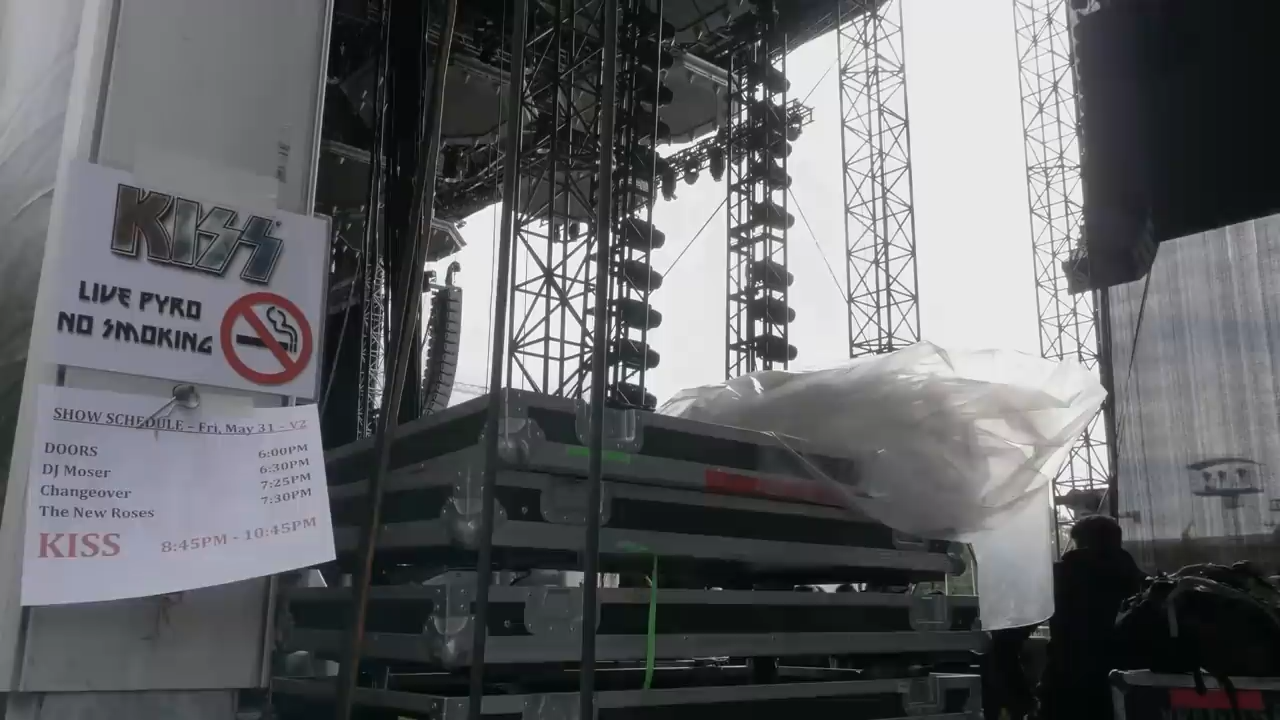 KISS
LIVE PYRO
NO SMOKING
SHOW SCHEDULE – Fri, May 31 – V2
DOORS 6:00PM
DJ Moser 6:30PM
Changeover 7:25PM
The New Roses 7:30PM
KISS 8:45PM - 10:45PM